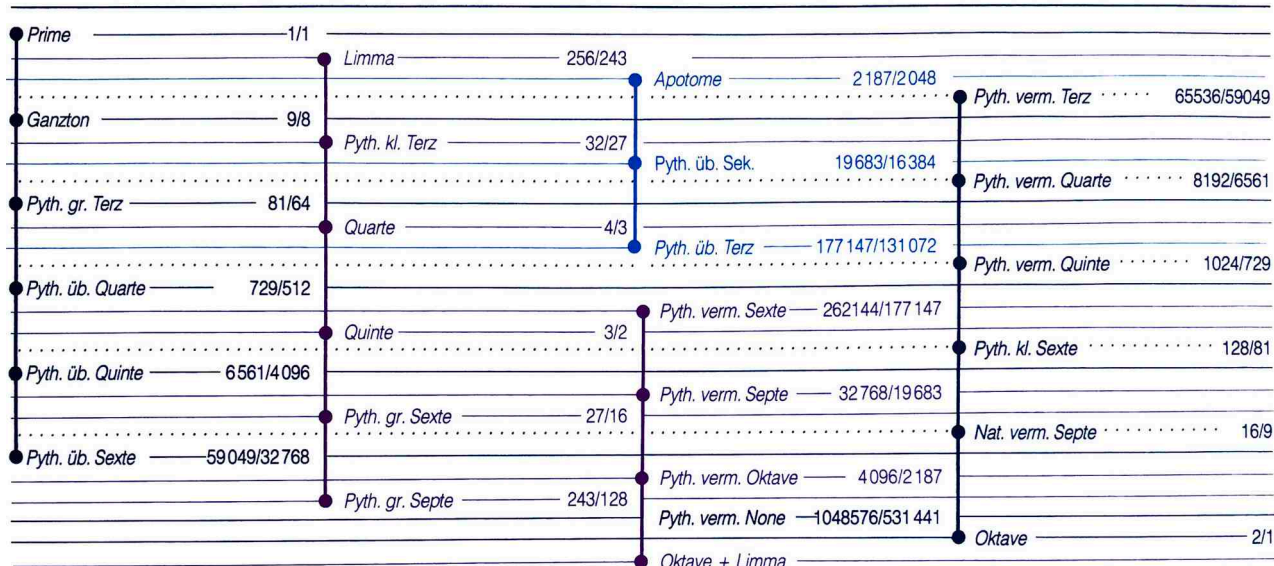 Prime 1/1
Limma 256/243
Apotome 2187/2048
Pyth. verm. Terz 65536/59049
Ganzton 9/8
Pyth. kl. Terz 32/27
Pyth. üb. Sek. 19683/16384
Pyth. verm. Quarte 8192/6561
Pyth. gr. Terz 81/64
Quarte 4/3
Pyth. üb. Terz 177147/131072
Pyth. verm. Quinte 1024/729
Pyth. üb. Quarte 729/512
Pyth. verm. Sexte 262144/177147
Quinte 3/2
Pyth. kl. Sexte 128/81
Pyth. üb. Quinte 6561/4096
Pyth. verm. Septe 32768/19683
Pyth. gr. Sexte 27/16
Nat. verm. Septe 16/9
Pyth. üb. Sexte 59049/32768
Pyth. verm. Oktave 4096/2187
Pyth. gr. Septe 243/128
Pyth. verm. None 1048576/531441
Oktave 2/1
Oktave + Limma